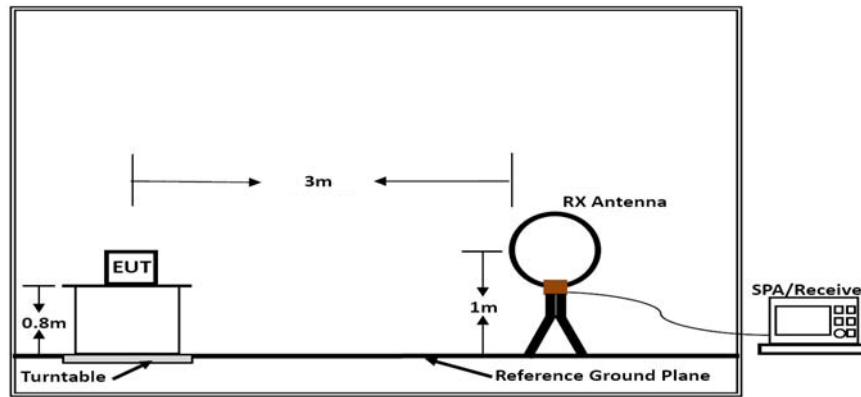 3m
RX Antenna
EUT
0.8m
1m
SPA/Receive
Turntable
Reference Ground Plane